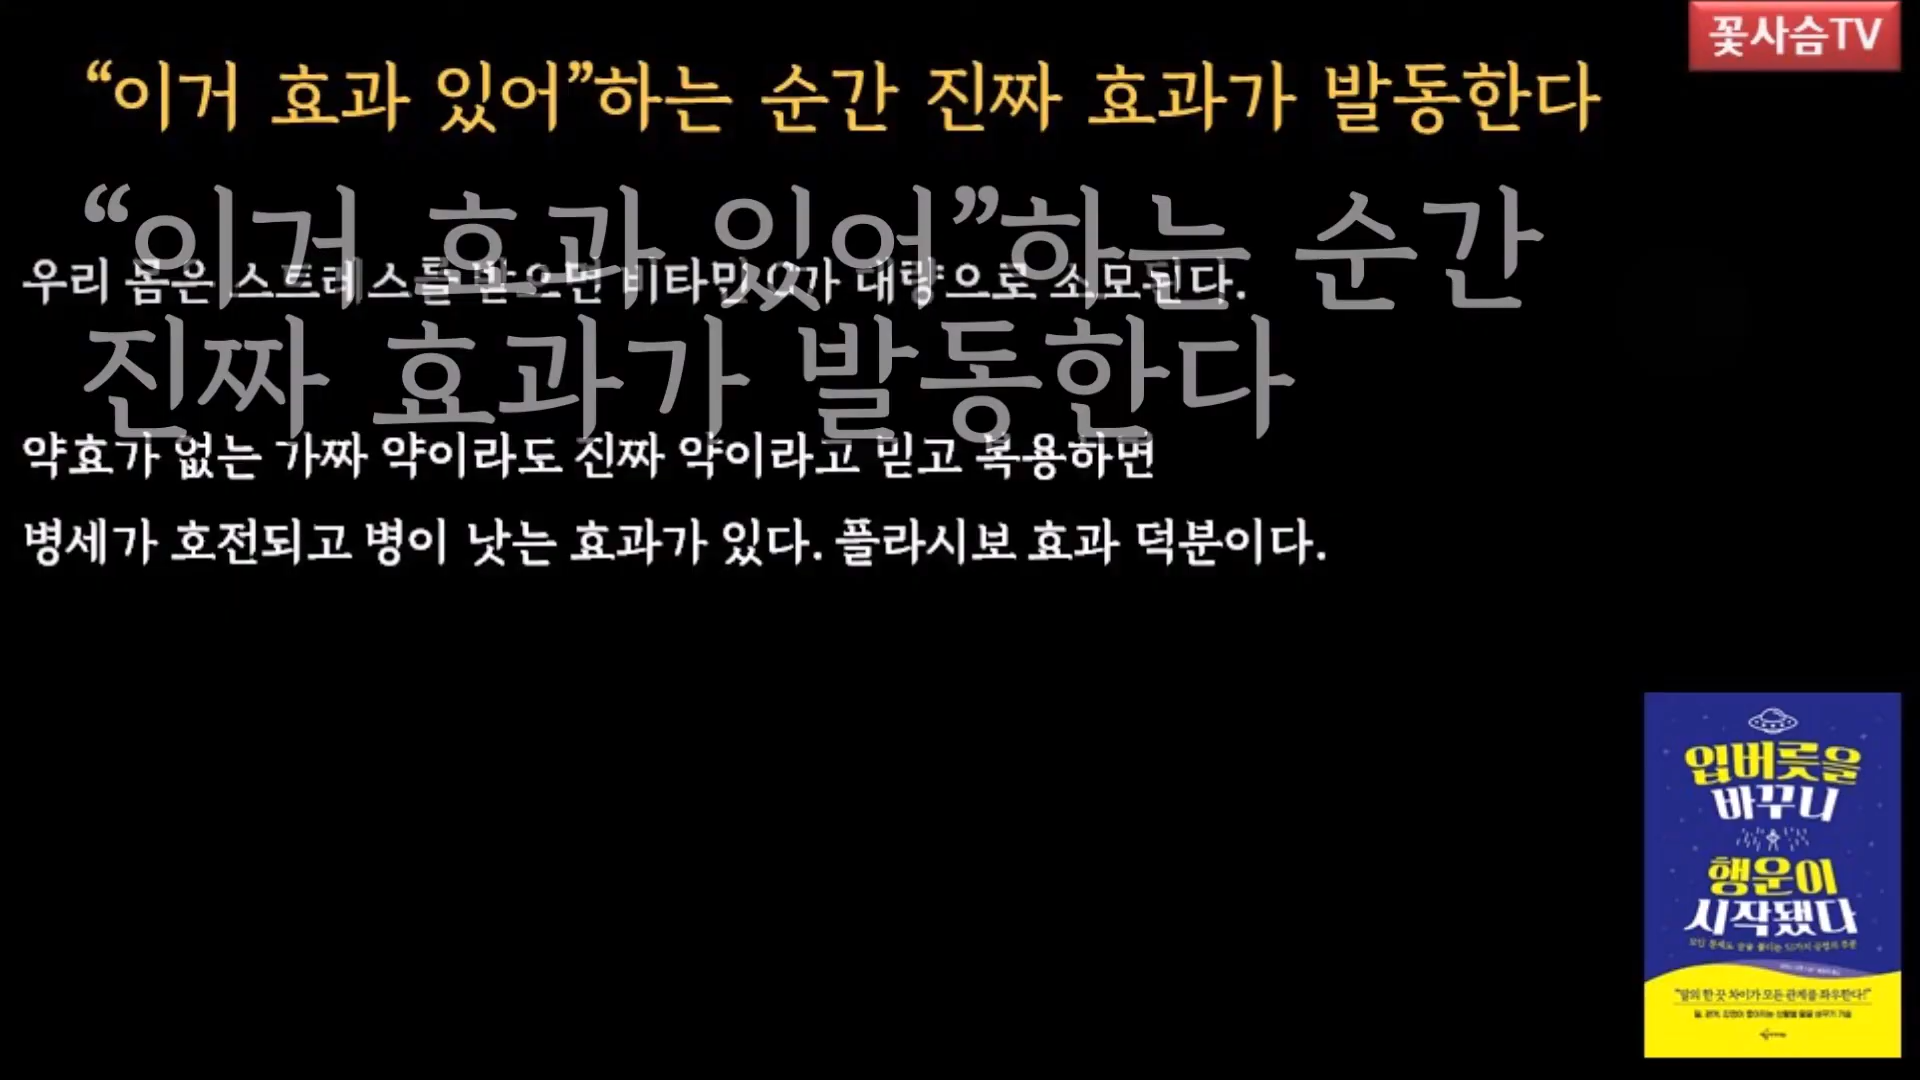 꽃사슴TV
“이거 효과 있어”하는 순간 진짜 효과가 발동한다
“이거 효과 있어”하는 순간
진짜 효과가 발동한다
우리 몸은 스트레스를 받으면 비타민C가 대량으로 소모된다.
약효가 없는 가짜 약이라도 진짜 약이라고 믿고 복용하면
병세가 호전되고 병이 낫는 효과가 있다. 플라시보 효과 덕분이다.
입버릇을
바꾸니
행운이
시작됐다
“말의 한 끗 차이가 모든 관계를 좌우한다!”